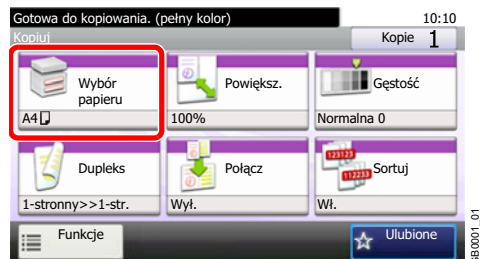 Gotowa do kopiowania. (pełny kolor)
10:10
Kopiuj
Kopie 1
Wybór
papieru
A4
Powiększ.
100%
Gęstość
Normalna 0
Dupleks
1-stronny>>1-str.
Połącz
Wył.
123123
112233
Sortuj
Wł.
Funkcje
Ulubione
GB0001_01